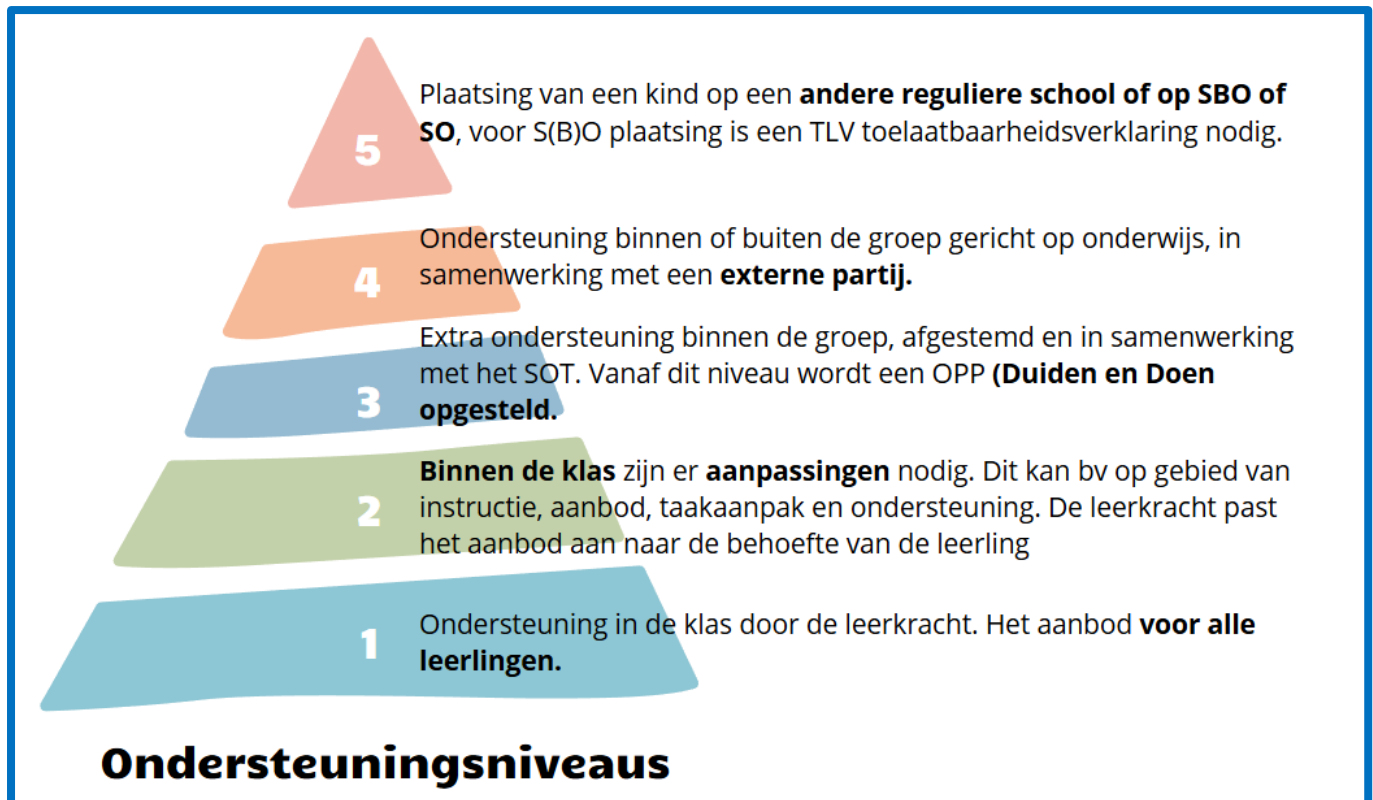 5
Plaatsing van een kind op een andere reguliere school of op SBO of
SO, voor S(B)O plaatsing is een TLV toelaatbaarheidsverklaring nodig.
4
Ondersteuning binnen of buiten de groep gericht op onderwijs, in
samenwerking met een externe partij.
3
Extra ondersteuning binnen de groep, afgestemd en in samenwerking
met het SOT. Vanaf dit niveau wordt een OPP (Duiden en Doen
opgesteld.
2
Binnen de klas zijn er aanpassingen nodig. Dit kan bv op gebied van
instructie, aanbod, taakaanpak en ondersteuning. De leerkracht past
het aanbod aan naar de behoefte van de leerling
1
Ondersteuning in de klas door de leerkracht. Het aanbod voor alle
leerlingen.
Ondersteuningsniveaus